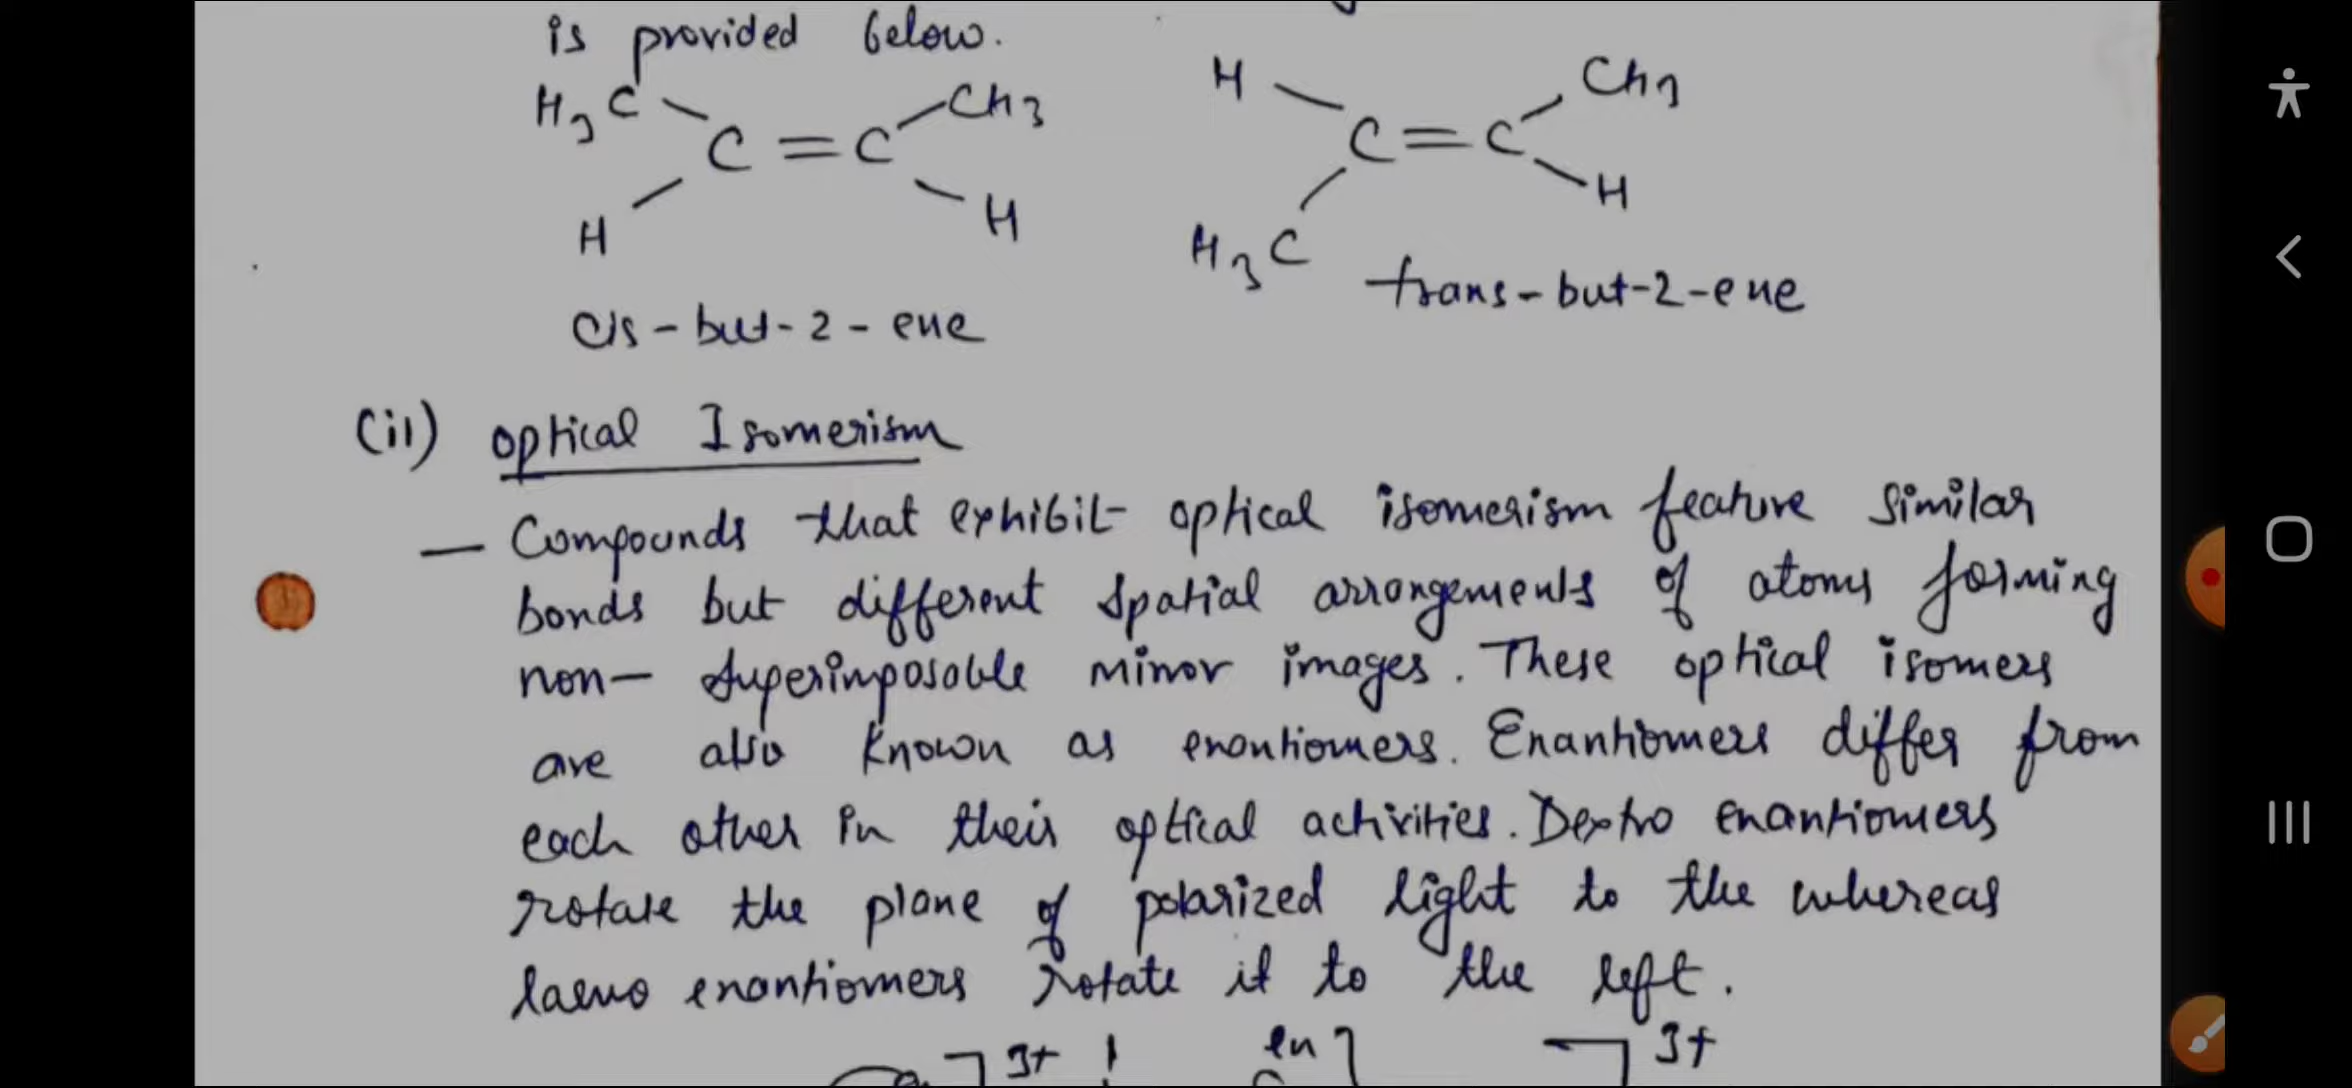 is provided below.
H3C CH3
C = C
H H
cis-but-2-ene
H CH3
C = C
H3C H
trans-but-2-ene
(ii) optical Isomerism
— Compounds that exhibit optical isomerism feature similar
bonds but different spatial arrangements of atoms forming
non- superimposable mirror images. These optical isomers
are also known as enantiomers. Enantiomers differ from
each other in their optical activities. Dextro enantiomers
rotate the plane of polarized light to the whereas
laevo enantiomers rotate it to the left.
3+ en 3+